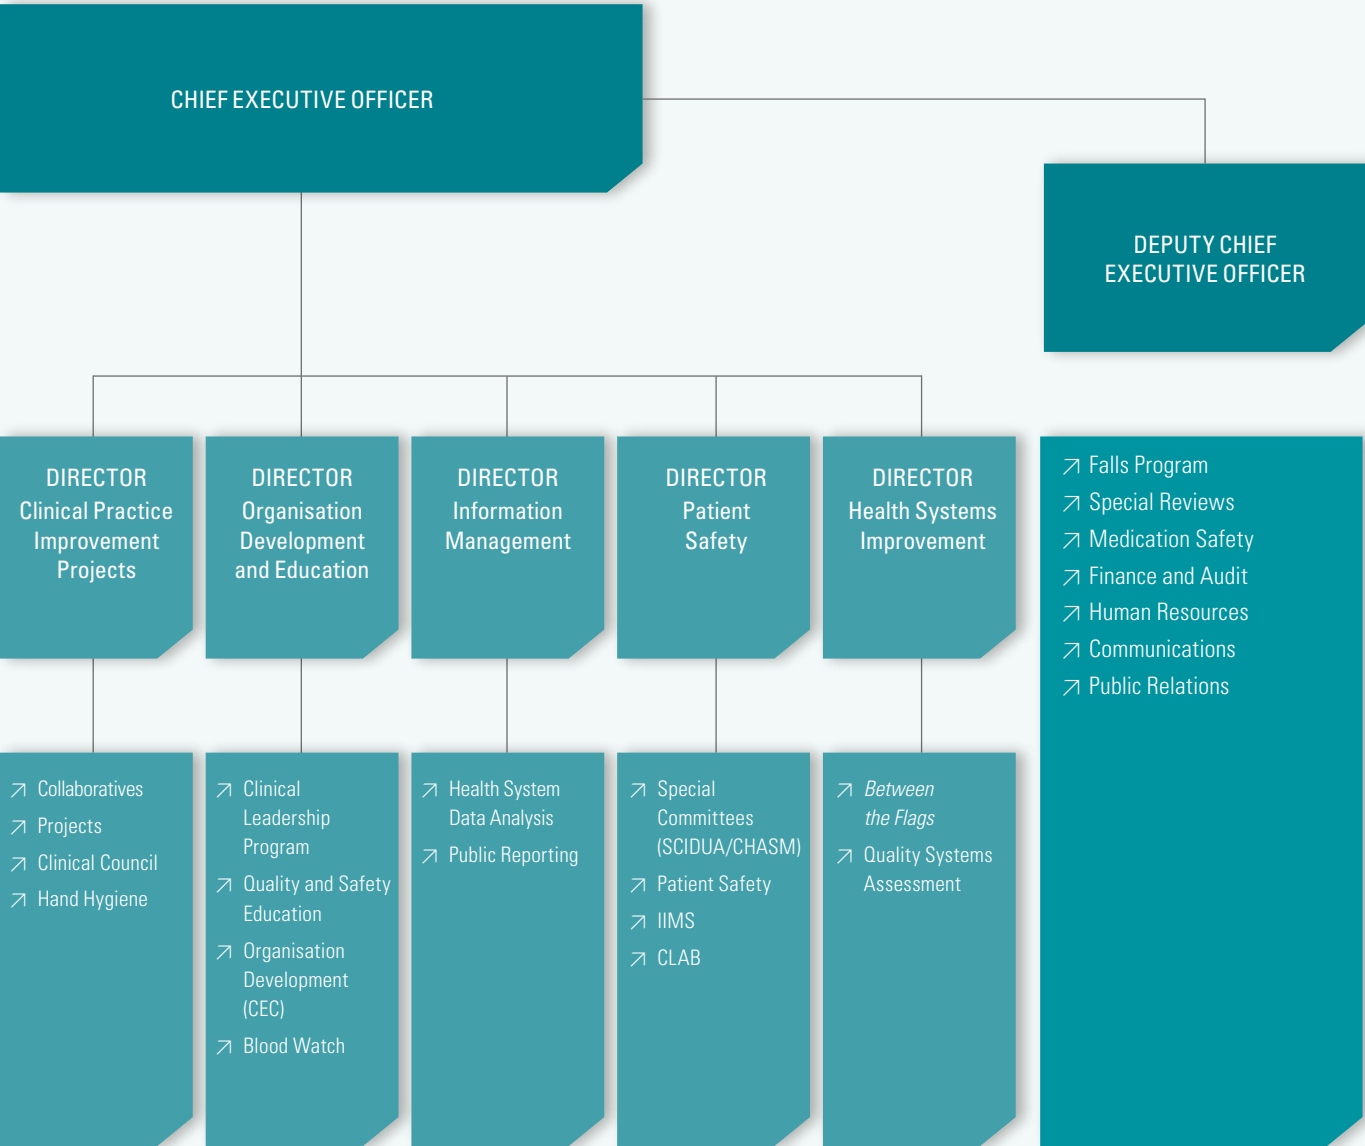 CHIEF EXECUTIVE OFFICER
DEPUTY CHIEF
EXECUTIVE OFFICER
DIRECTOR
Clinical Practice
Improvement
Projects
DIRECTOR
Organisation
Development
and Education
DIRECTOR
Information
Management
DIRECTOR
Patient
Safety
DIRECTOR
Health Systems
Improvement
Falls Program
Special Reviews
Medication Safety
Finance and Audit
Human Resources
Communications
Public Relations
Collaboratives
Projects
Clinical Council
Hand Hygiene
Clinical
Leadership
Program
Quality and Safety
Education
Organisation
Development
(CEC)
Blood Watch
Health System
Data Analysis
Public Reporting
Special
Committees
(SCIDUA/CHASM)
Patient Safety
IIMS
CLAB
Between
the Flags
Quality Systems
Assessment